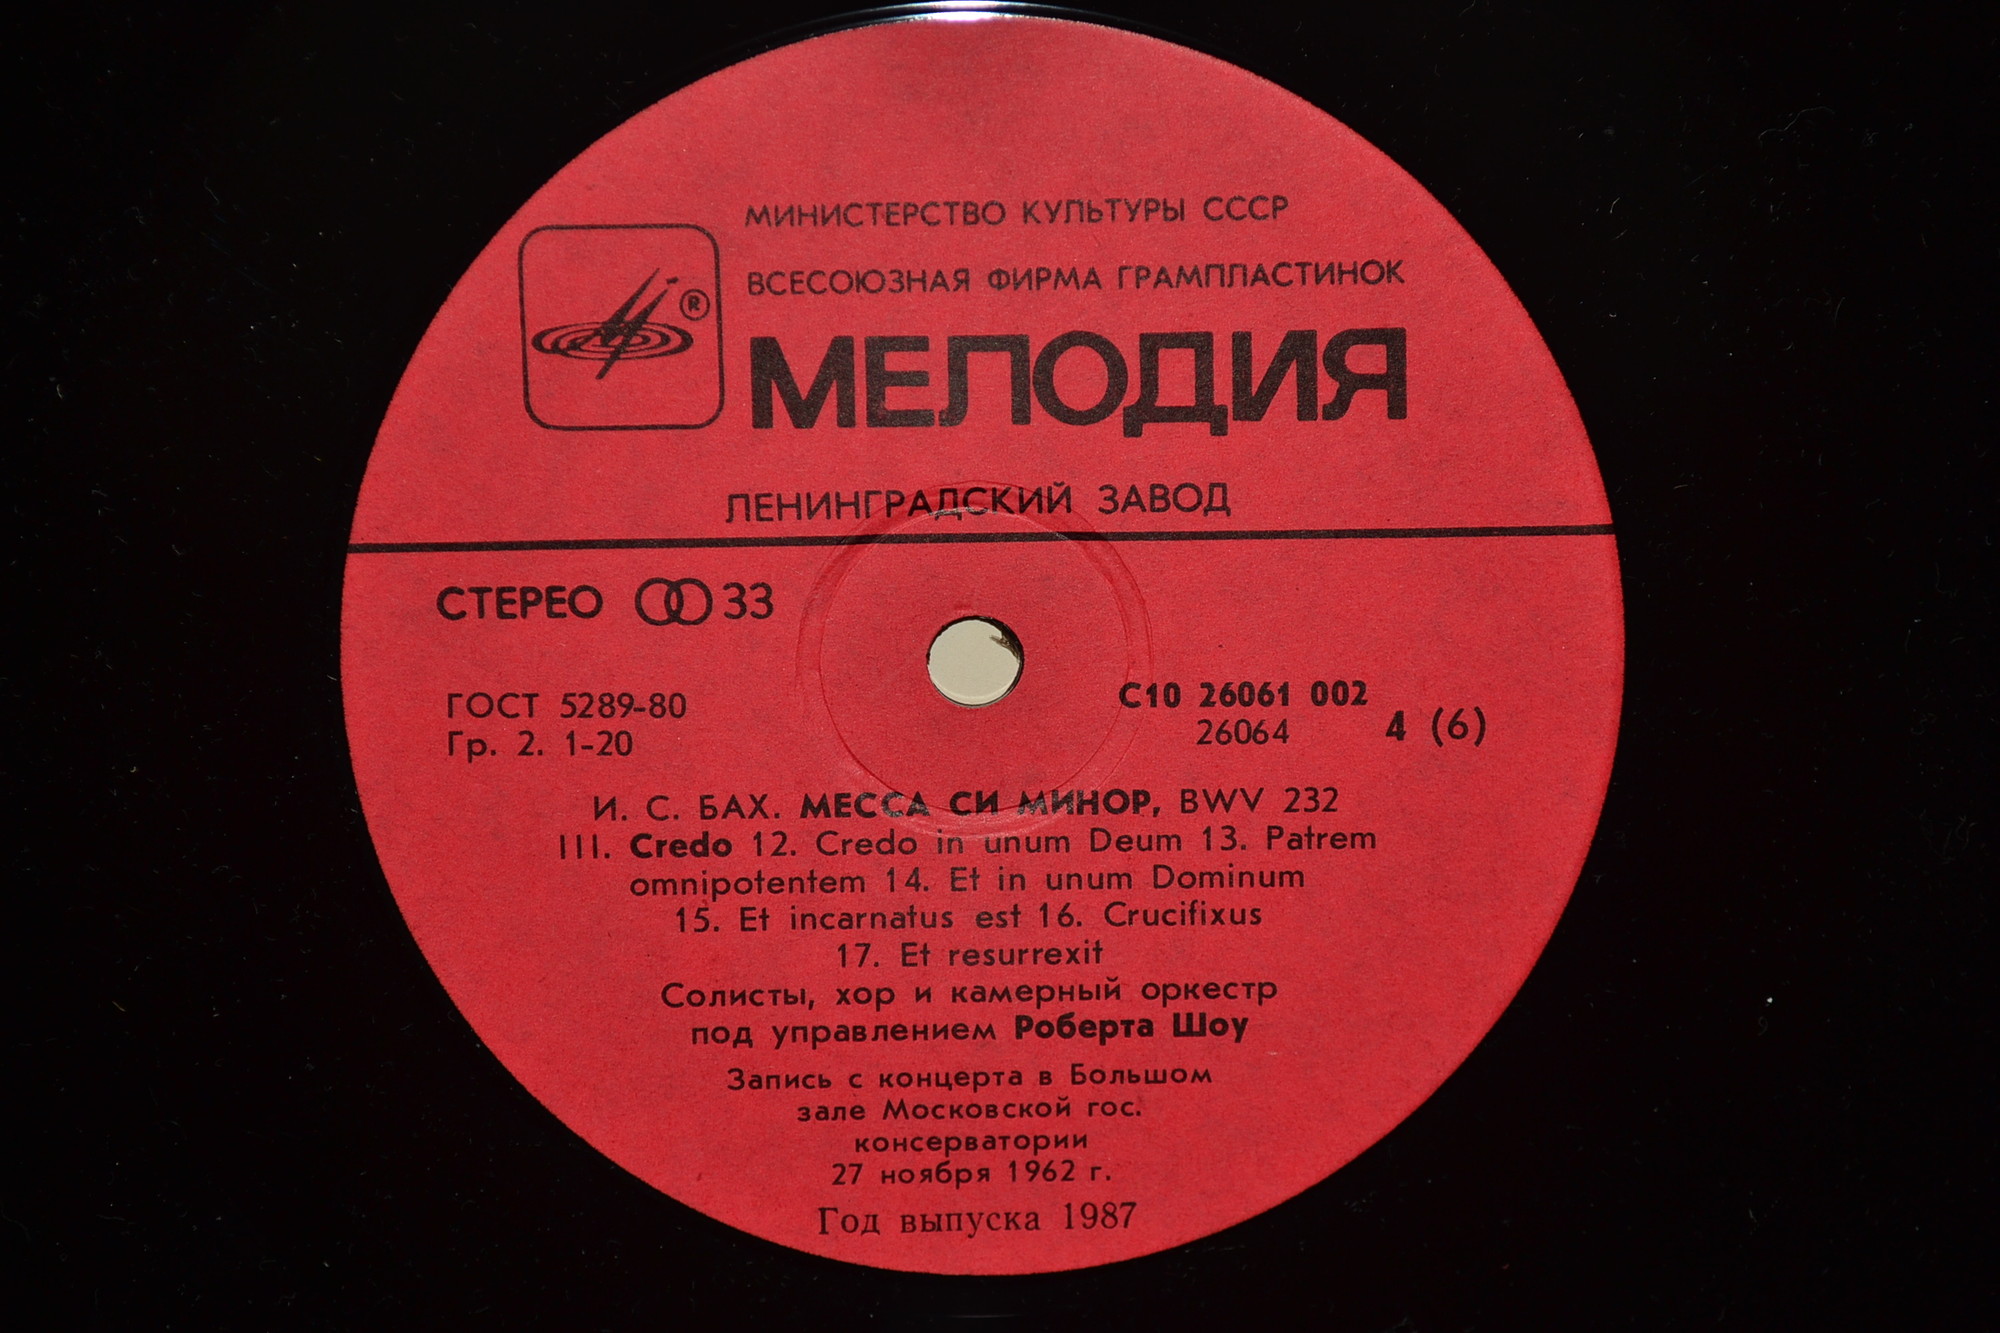 МИНИСТЕРСТВО КУЛЬТУРЫ СССР
ВСЕСОЮЗНАЯ ФИРМА ГРАМПЛАСТИНОК
®
МЕЛОДИЯ
ЛЕНИНГРАДСКИЙ ЗАВОД
СТЕРЕО 33
ГОСТ 5289-80
Гр. 2. 1-20
С10 26061 002
26064 4 (6)
И. С. БАХ. МЕССА СИ МИНОР, BWV 232
III. Credo 12. Credo in unum Deum 13. Patrem
omnipotentem 14. Et in unum Dominum
15. Et incarnatus est 16. Crucifixus
17. Et resurrexit
Солисты, хор и камерный оркестр
под управлением Роберта Шоу
Запись с концерта в Большом
зале Московской гос.
консерватории
27 ноября 1962 г.
Год выпуска 1987